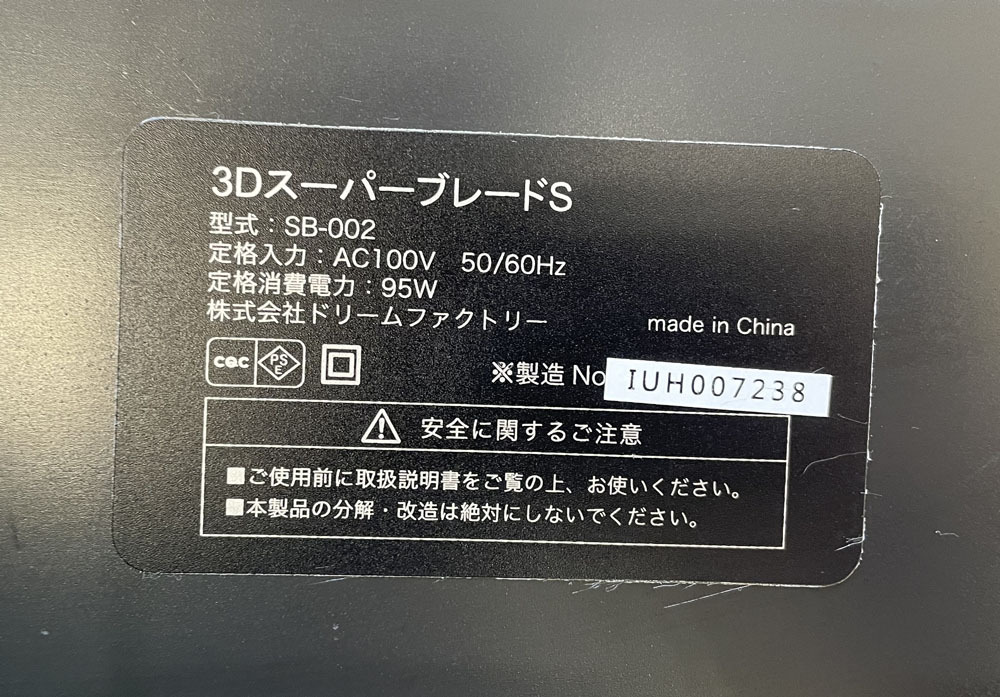 3DスーパーブレードS
型式：SB-002
定格入力：AC100V 50/60Hz
定格消費電力：95W
株式会社ドリームファクトリー
made in China
cqc PSE
※製造 No IUH007238
安全に関するご注意
■ご使用前に取扱説明書をご覧の上、お使いください。
■本製品の分解・改造は絶対にしないでください。